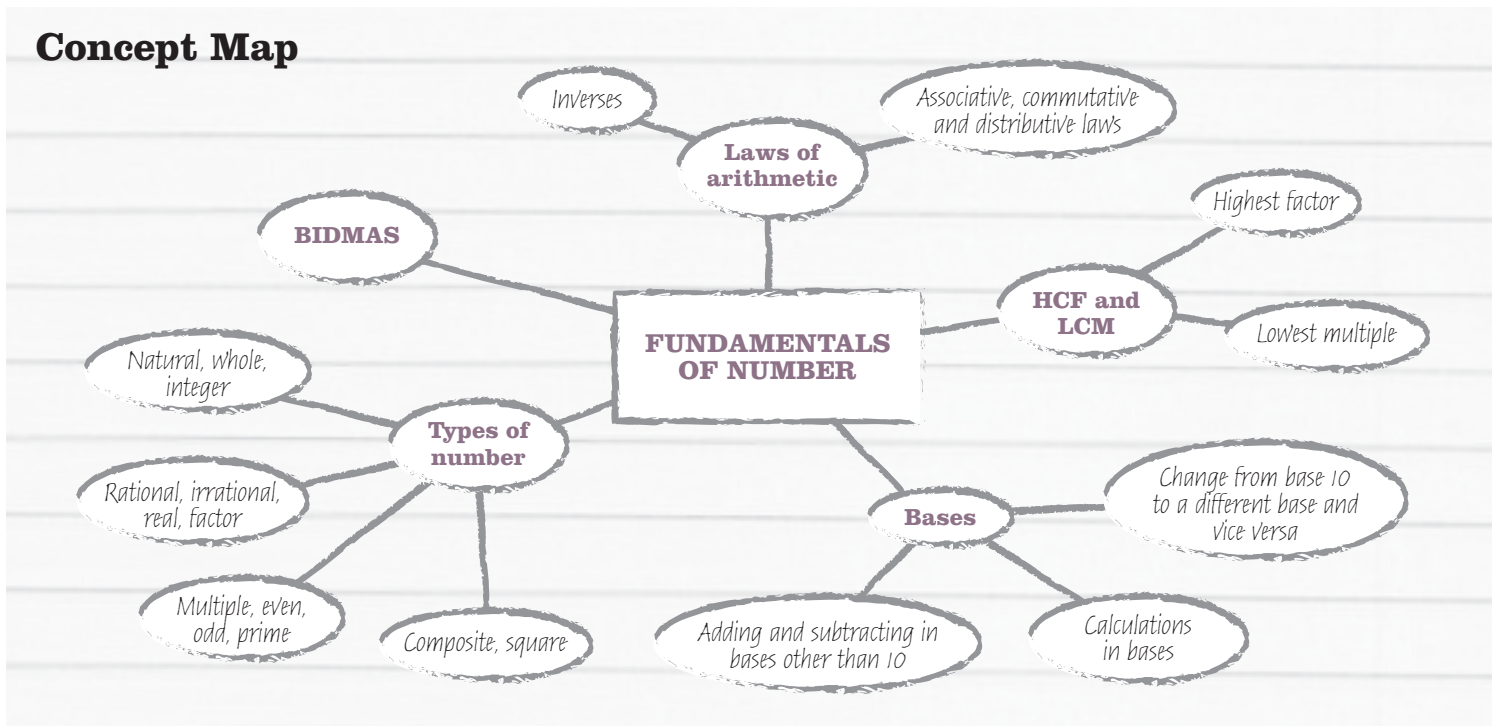 Concept Map
Inverses
Associative, commutative
and distributive laws
Laws of
arithmetic
Highest factor
BIDMAS
HCF and
LCM
FUNDAMENTALS
OF NUMBER
Lowest multiple
Natural, whole,
integer
Types of
number
Rational, irrational,
real, factor
Change from base 10
to a different base and
vice versa
Bases
Multiple, even,
odd, prime
Composite, square
Adding and subtracting in
bases other than 10
Calculations
in bases